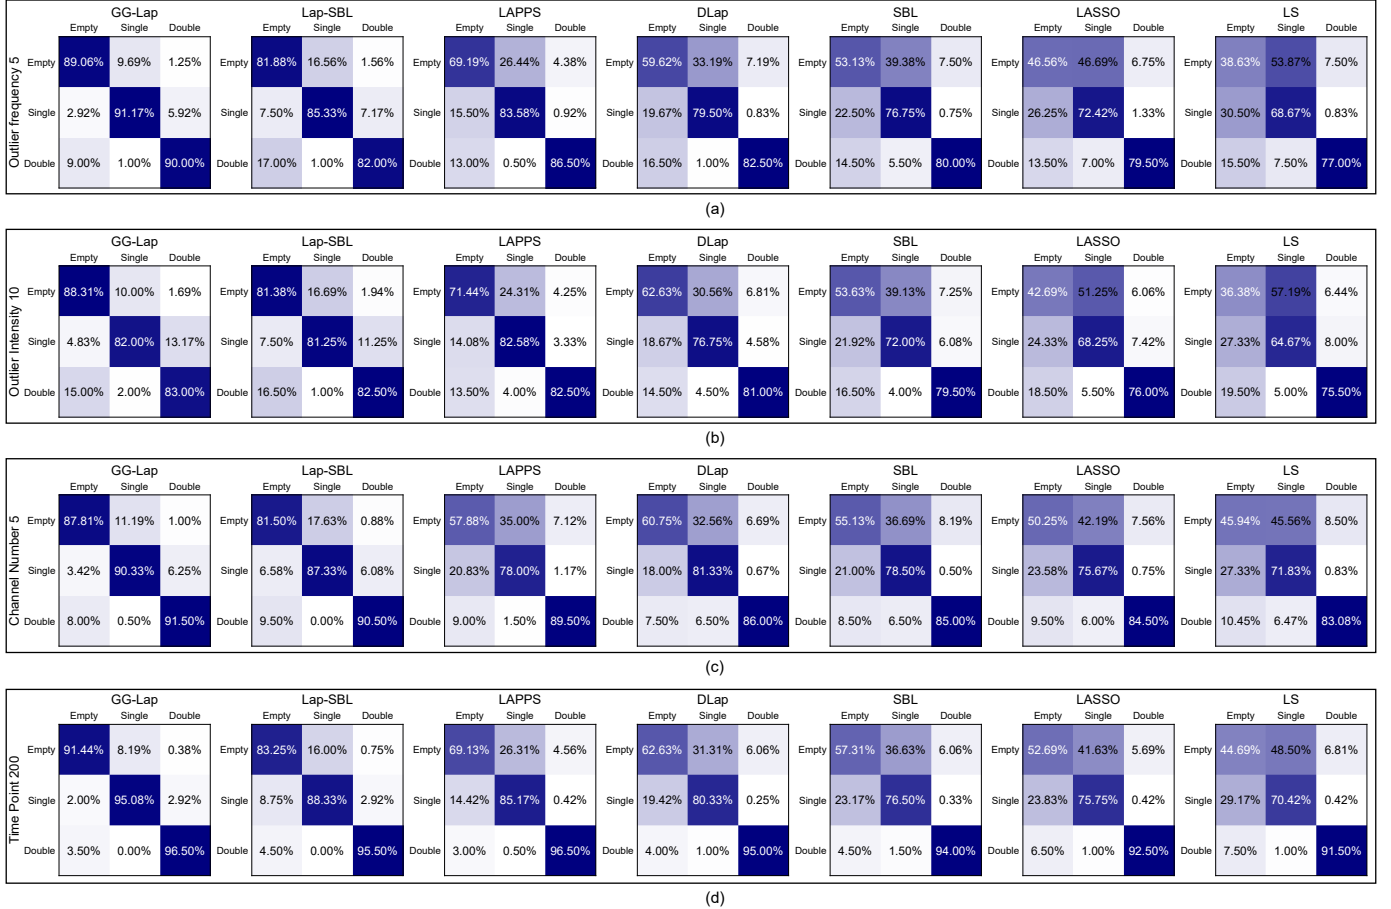 GG-Lap Lap-SBL LAPPS DLap SBL LASSO LS
Empty Single Double Empty Single Double Empty Single Double Empty Single Double Empty Single Double Empty Single Double Empty Single Double
Outlier frequency 5
Empty 89.06% 9.69% 1.25% Empty 81.88% 16.56% 1.56% Empty 69.19% 26.44% 4.38% Empty 59.62% 33.19% 7.19% Empty 53.13% 39.38% 7.50% Empty 46.56% 46.69% 6.75% Empty 38.63% 53.87% 7.50%
Single 2.92% 91.17% 5.92% Single 7.50% 85.33% 7.17% Single 15.50% 83.58% 0.92% Single 19.67% 79.50% 0.83% Single 22.50% 76.75% 0.75% Single 26.25% 72.42% 1.33% Single 30.50% 68.67% 0.83%
Double 9.00% 1.00% 90.00% Double 17.00% 1.00% 82.00% Double 13.00% 0.50% 86.50% Double 16.50% 1.00% 82.50% Double 14.50% 5.50% 80.00% Double 13.50% 7.00% 79.50% Double 15.50% 7.50% 77.00%
(a)
GG-Lap Lap-SBL LAPPS DLap SBL LASSO LS
Empty Single Double Empty Single Double Empty Single Double Empty Single Double Empty Single Double Empty Single Double Empty Single Double
Outlier Intensity 10
Empty 88.31% 10.00% 1.69% Empty 81.38% 16.69% 1.94% Empty 71.44% 24.31% 4.25% Empty 62.63% 30.56% 6.81% Empty 53.63% 39.13% 7.25% Empty 42.69% 51.25% 6.06% Empty 36.38% 57.19% 6.44%
Single 4.83% 82.00% 13.17% Single 7.50% 81.25% 11.25% Single 14.08% 82.58% 3.33% Single 18.67% 76.75% 4.58% Single 21.92% 72.00% 6.08% Single 24.33% 68.25% 7.42% Single 27.33% 64.67% 8.00%
Double 15.00% 2.00% 83.00% Double 16.50% 1.00% 82.50% Double 13.50% 4.00% 82.50% Double 14.50% 4.50% 81.00% Double 16.50% 4.00% 79.50% Double 18.50% 5.50% 76.00% Double 19.50% 5.00% 75.50%
(b)
GG-Lap Lap-SBL LAPPS DLap SBL LASSO LS
Empty Single Double Empty Single Double Empty Single Double Empty Single Double Empty Single Double Empty Single Double Empty Single Double
Channel Number 5
Empty 87.81% 11.19% 1.00% Empty 81.50% 17.63% 0.88% Empty 57.88% 35.00% 7.12% Empty 60.75% 32.56% 6.69% Empty 55.13% 36.69% 8.19% Empty 50.25% 42.19% 7.56% Empty 45.94% 45.56% 8.50%
Single 3.42% 90.33% 6.25% Single 6.58% 87.33% 6.08% Single 20.83% 78.00% 1.17% Single 18.00% 81.33% 0.67% Single 21.00% 78.50% 0.50% Single 23.58% 75.67% 0.75% Single 27.33% 71.83% 0.83%
Double 8.00% 0.50% 91.50% Double 9.50% 0.00% 90.50% Double 9.00% 1.50% 89.50% Double 7.50% 6.50% 86.00% Double 8.50% 6.50% 85.00% Double 9.50% 6.00% 84.50% Double 10.45% 6.47% 83.08%
(c)
GG-Lap Lap-SBL LAPPS DLap SBL LASSO LS
Empty Single Double Empty Single Double Empty Single Double Empty Single Double Empty Single Double Empty Single Double Empty Single Double
Time Point 200
Empty 91.44% 8.19% 0.38% Empty 83.25% 16.00% 0.75% Empty 69.13% 26.31% 4.56% Empty 62.63% 31.31% 6.06% Empty 57.31% 36.63% 6.06% Empty 52.69% 41.63% 5.69% Empty 44.69% 48.50% 6.81%
Single 2.00% 95.08% 2.92% Single 8.75% 88.33% 2.92% Single 14.42% 85.17% 0.42% Single 19.42% 80.33% 0.25% Single 23.17% 76.50% 0.33% Single 23.83% 75.75% 0.42% Single 29.17% 70.42% 0.42%
Double 3.50% 0.00% 96.50% Double 4.50% 0.00% 95.50% Double 3.00% 0.50% 96.50% Double 4.00% 1.00% 95.00% Double 4.50% 1.50% 94.00% Double 6.50% 1.00% 92.50% Double 7.50% 1.00% 91.50%
(d)